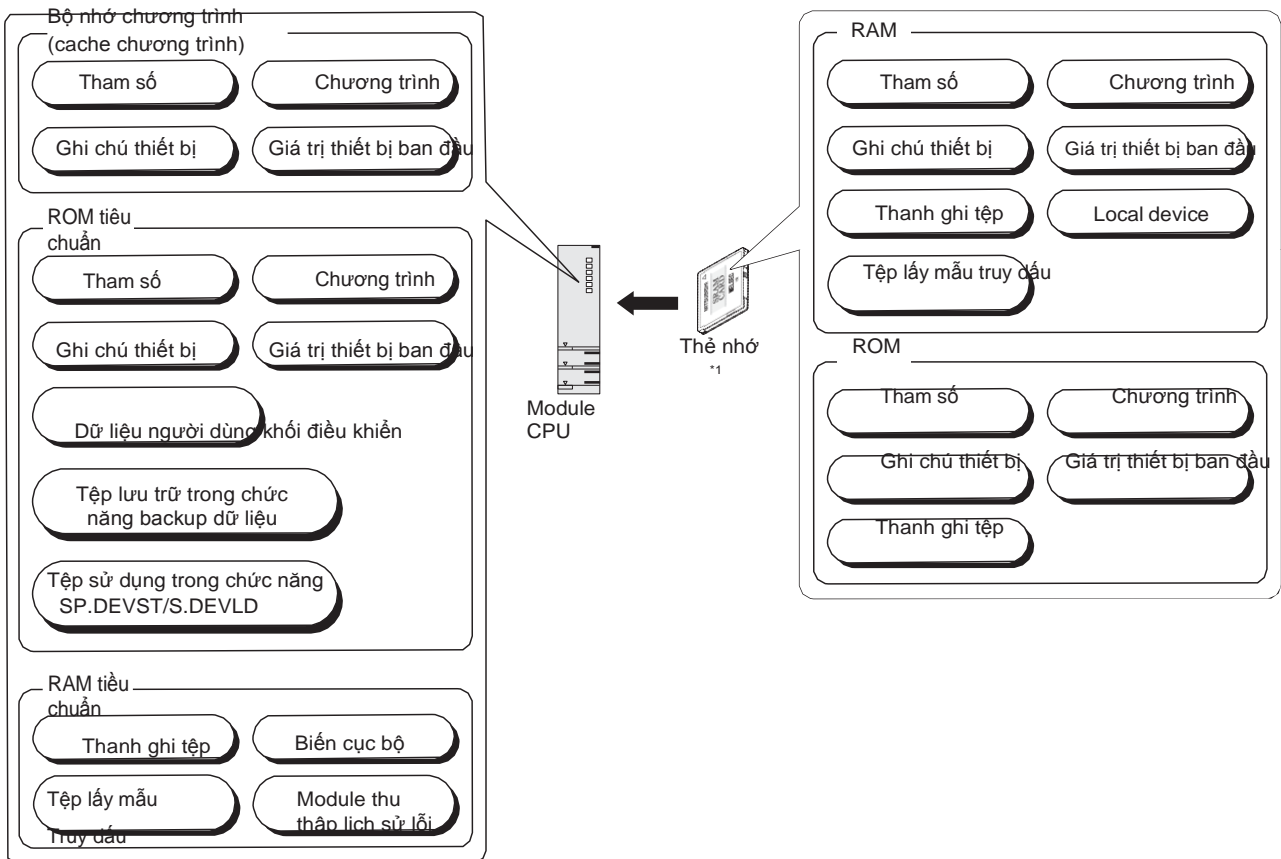 Bộ nhớ chương trình
(cache chương trình)
Tham số
Chương trình
Ghi chú thiết bị
Giá trị thiết bị ban đầu
ROM tiêu
chuẩn
Tham số
Chương trình
Ghi chú thiết bị
Giá trị thiết bị ban đầu
Dữ liệu người dùng khối điều khiển
Tệp lưu trữ trong chức
năng backup dữ liệu
Tệp sử dụng trong chức năng
SP.DEVST/S.DEVLD
RAM tiều
chuẩn
Thanh ghi tệp
Biến cục bộ
Tệp lấy mẫu
Truy dấu
Module thu
thập lịch sử lỗi
Module
CPU
Thẻ nhớ
*1
RAM
Tham số
Chương trình
Ghi chú thiết bị
Giá trị thiết bị ban đầu
Thanh ghi tệp
Local device
Tệp lấy mẫu truy dấu
ROM
Tham số
Chương trình
Ghi chú thiết bị
Giá trị thiết bị ban đầu
Thanh ghi tệp